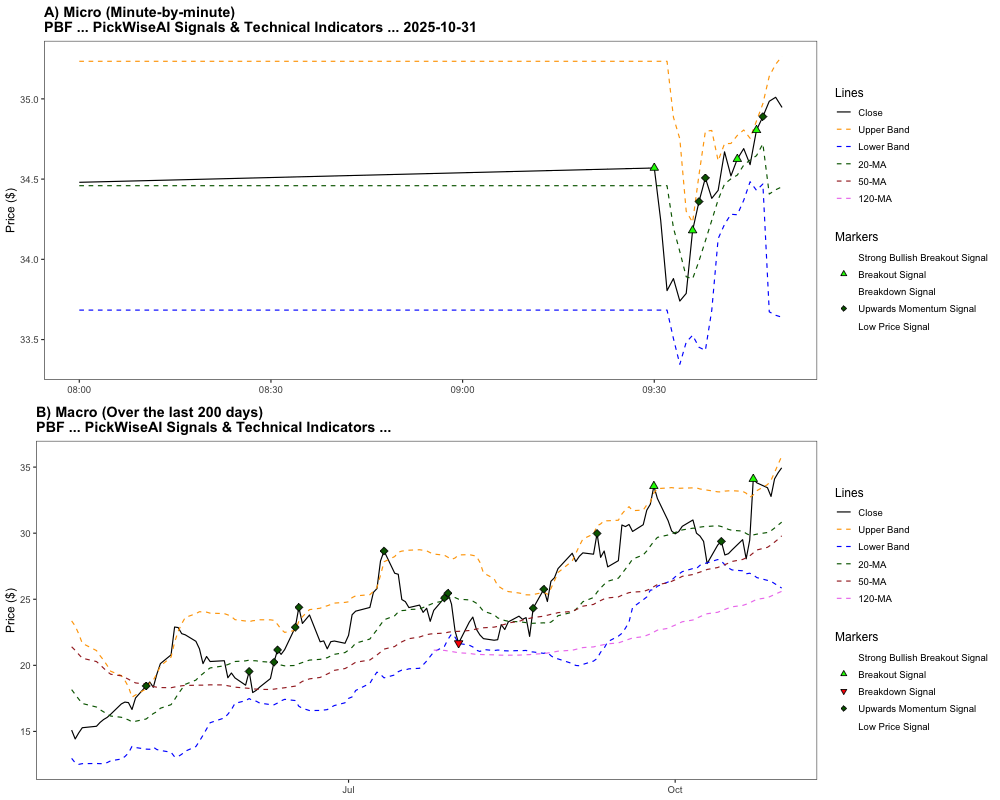 A) Micro (Minute-by-minute)
PBF ... PickWiseAI Signals & Technical Indicators ... 2025-10-31
Price ($)
35.0
34.5
34.0
33.5
08:00
08:30
09:00
09:30
Lines
Close
Upper Band
Lower Band
20-MA
50-MA
120-MA
Markers
Strong Bullish Breakout Signal
Breakout Signal
Breakdown Signal
Upwards Momentum Signal
Low Price Signal
B) Macro (Over the last 200 days)
PBF ... PickWiseAI Signals & Technical Indicators ...
Price ($)
35
30
25
20
15
Jul
Oct
Lines
Close
Upper Band
Lower Band
20-MA
50-MA
120-MA
Markers
Strong Bullish Breakout Signal
Breakout Signal
Breakdown Signal
Upwards Momentum Signal
Low Price Signal